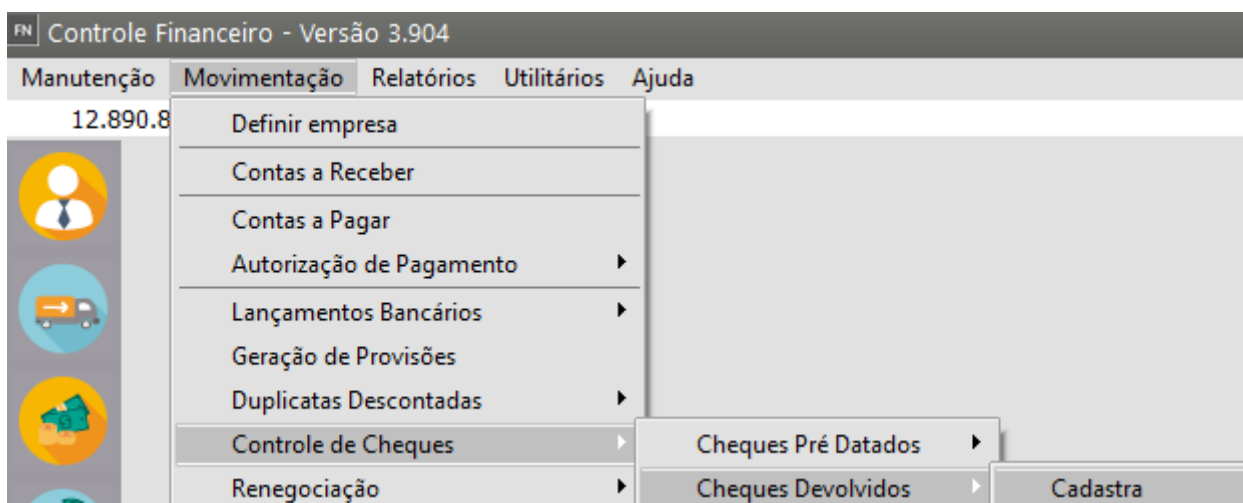 FN Controle Financeiro - Versão 3.904
Manutenção Movimentação Relatórios Utilitários Ajuda
12.890.8
Definir empresa
Contas a Receber
Contas a Pagar
Autorização de Pagamento
Lançamentos Bancários
Geração de Provisões
Duplicatas Descontadas
Controle de Cheques Cheques Pré Datados
Renegociação Cheques Devolvidos Cadastra